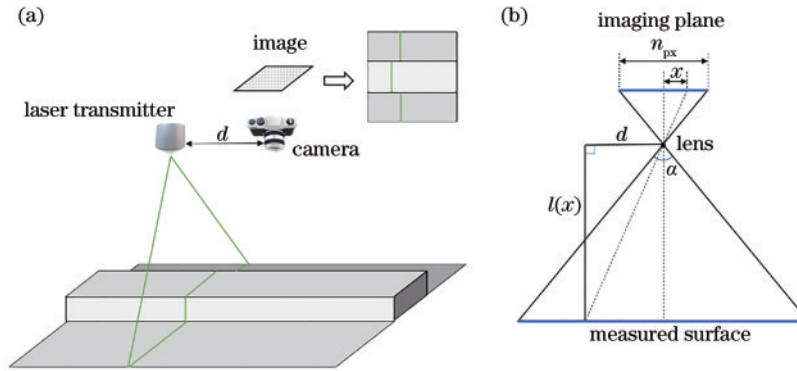 (a)
image
laser transmitter
d
camera
(b)
imaging plane
n_px
x
d
lens
α
l(x)
measured surface